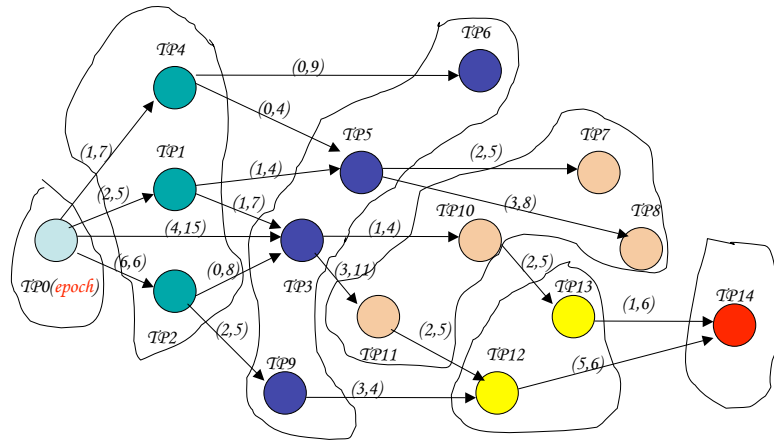 TP6
TP4
(0,9)
(0,4)
TP5
TP7
(1,7)
TP1
(1,4)
(2,5)
(2,5)
(1,7)
(3,8)
TP10
TP8
(4,15)
(1,4)
(6,6)
(0,8)
(3,11)
(2,5)
TP0(epoch)
TP3
TP13
TP14
(2,5)
(1,6)
TP2
TP11
(2,5)
TP12
(5,6)
TP9
(3,4)